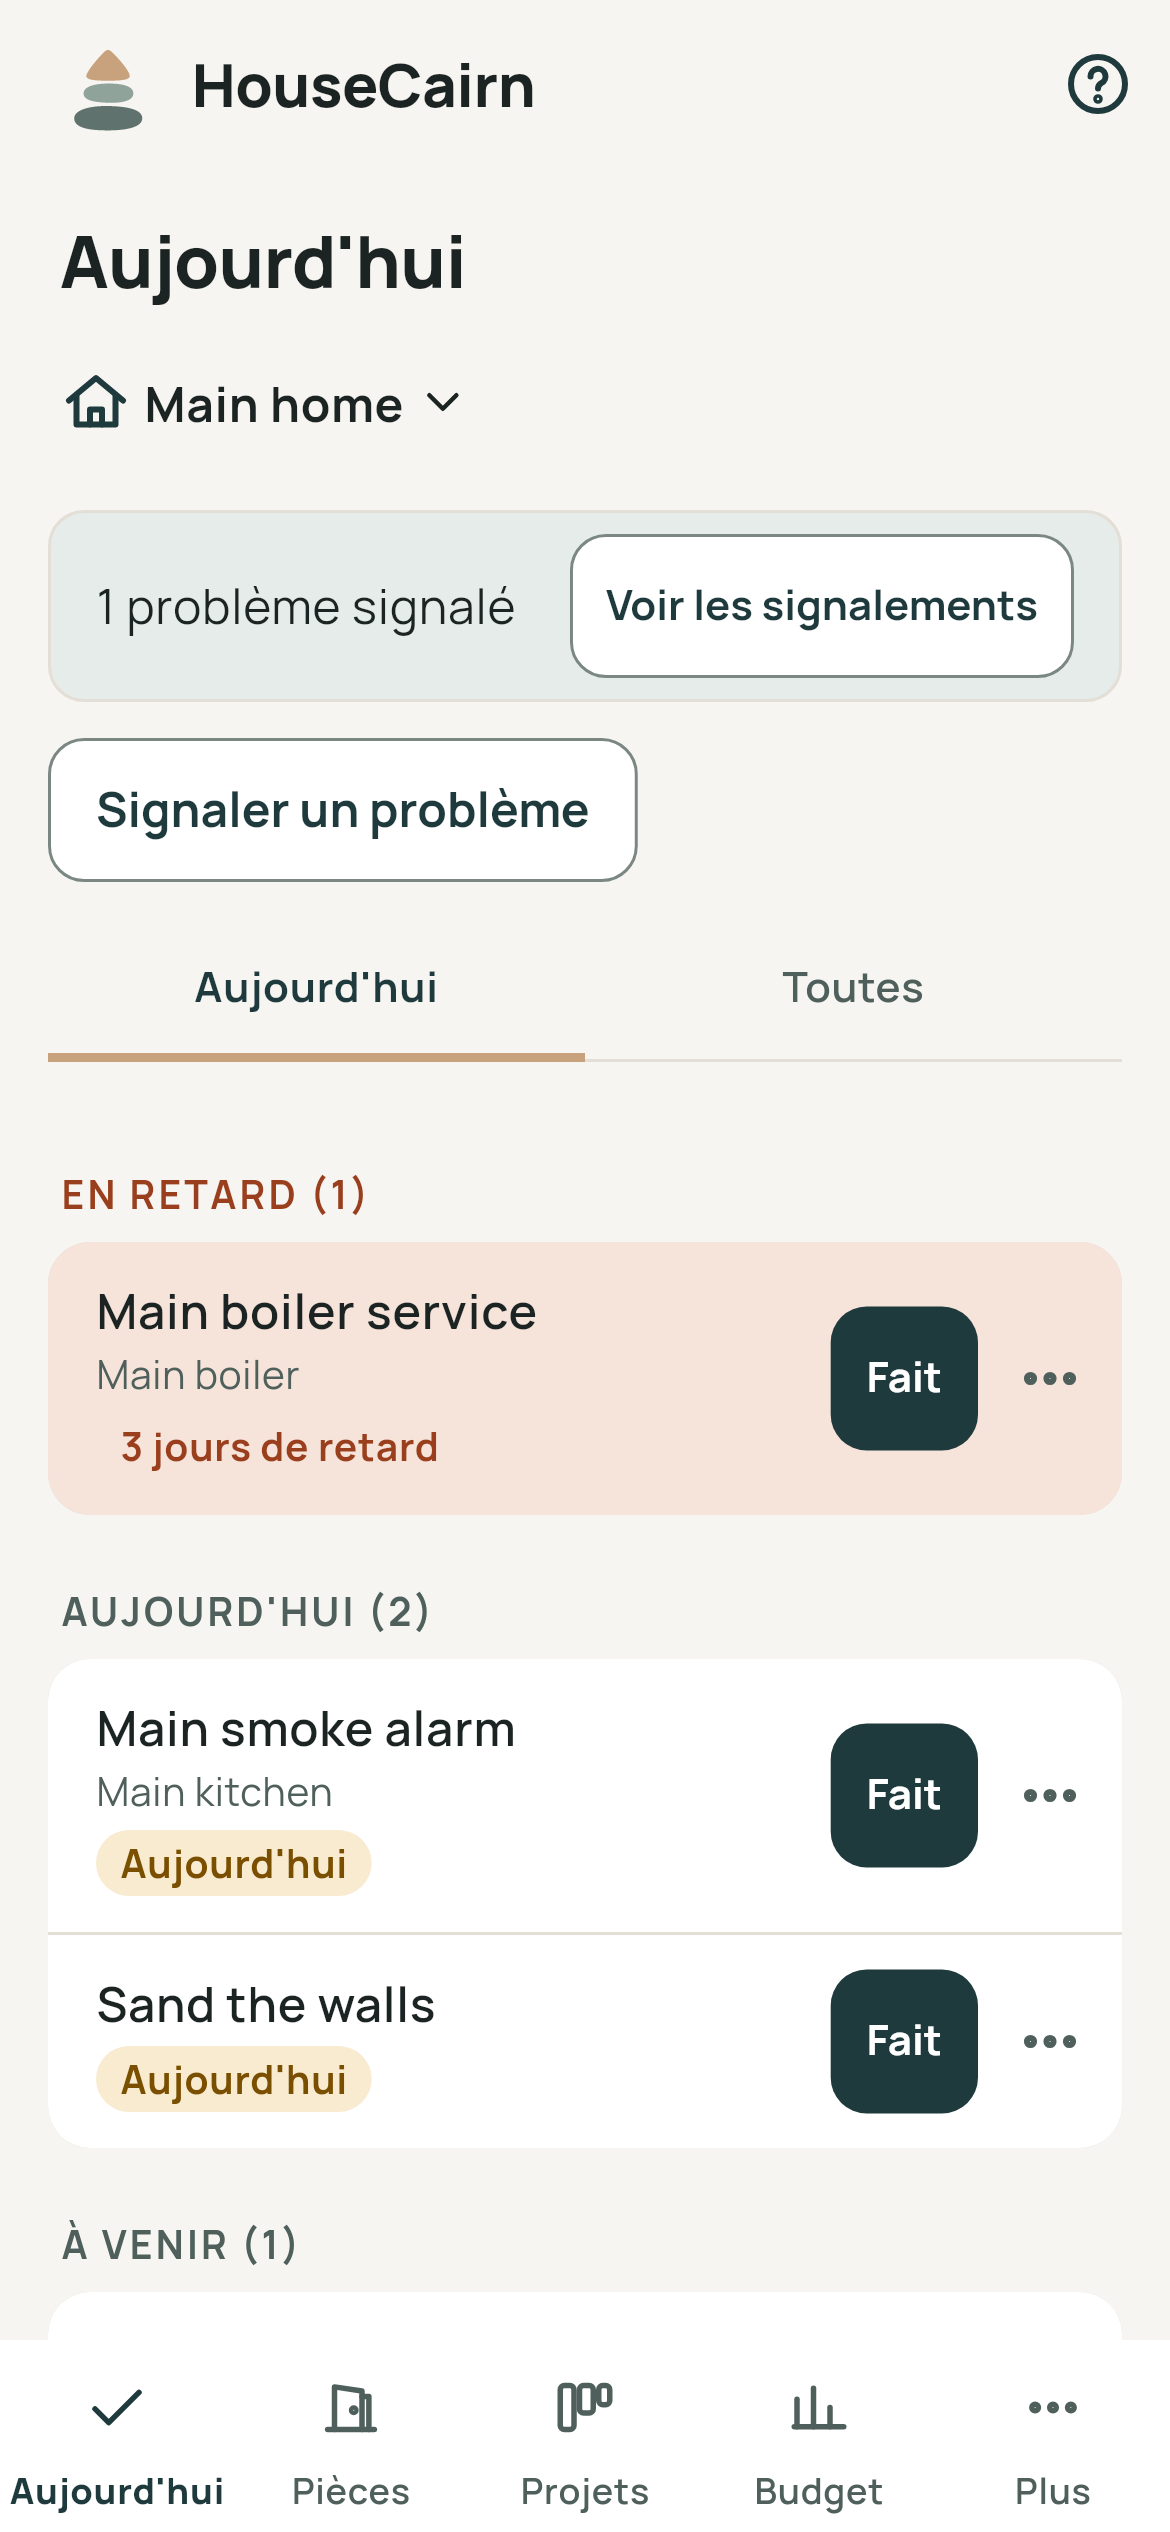 HouseCairn
Aujourd'hui
Main home
1 problème signalé
Voir les signalements
Signaler un problème
Aujourd'hui
Toutes
EN RETARD (1)
Main boiler service
Main boiler
3 jours de retard
Fait
AUJOURD'HUI (2)
Main smoke alarm
Main kitchen
Aujourd'hui
Fait
Sand the walls
Aujourd'hui
Fait
À VENIR (1)
Aujourd'hui
Pièces
Projets
Budget
Plus